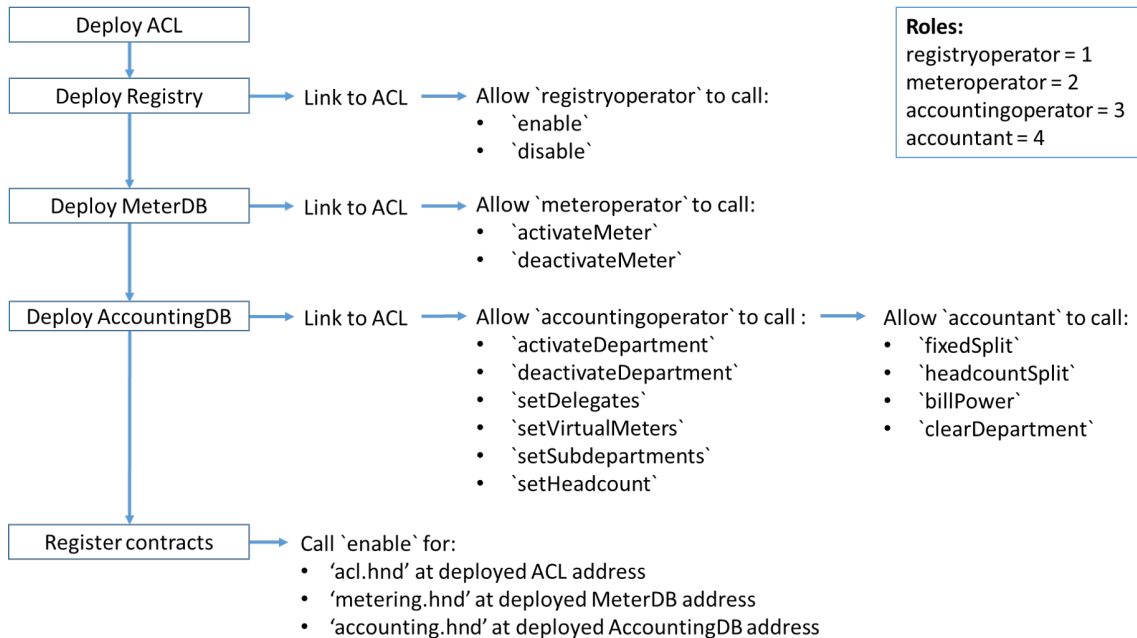 Deploy ACL
Roles:
registryoperator = 1
meteroperator = 2
accountingoperator = 3
accountant = 4
Deploy Registry
Link to ACL
Allow `registryoperator` to call:
• `enable`
• `disable`
Deploy MeterDB
Link to ACL
Allow `meteroperator` to call:
• `activateMeter`
• `deactivateMeter`
Deploy AccountingDB
Link to ACL
Allow `accountingoperator` to call :
• `activateDepartment`
• `deactivateDepartment`
• `setDelegates`
• `setVirtualMeters`
• `setSubdepartments`
• `setHeadcount`
Allow `accountant` to call:
• `fixedSplit`
• `headcountSplit`
• `billPower`
• `clearDepartment`
Register contracts
Call `enable` for:
• ‘acl.hnd’ at deployed ACL address
• ‘metering.hnd’ at deployed MeterDB address
• ‘accounting.hnd’ at deployed AccountingDB address